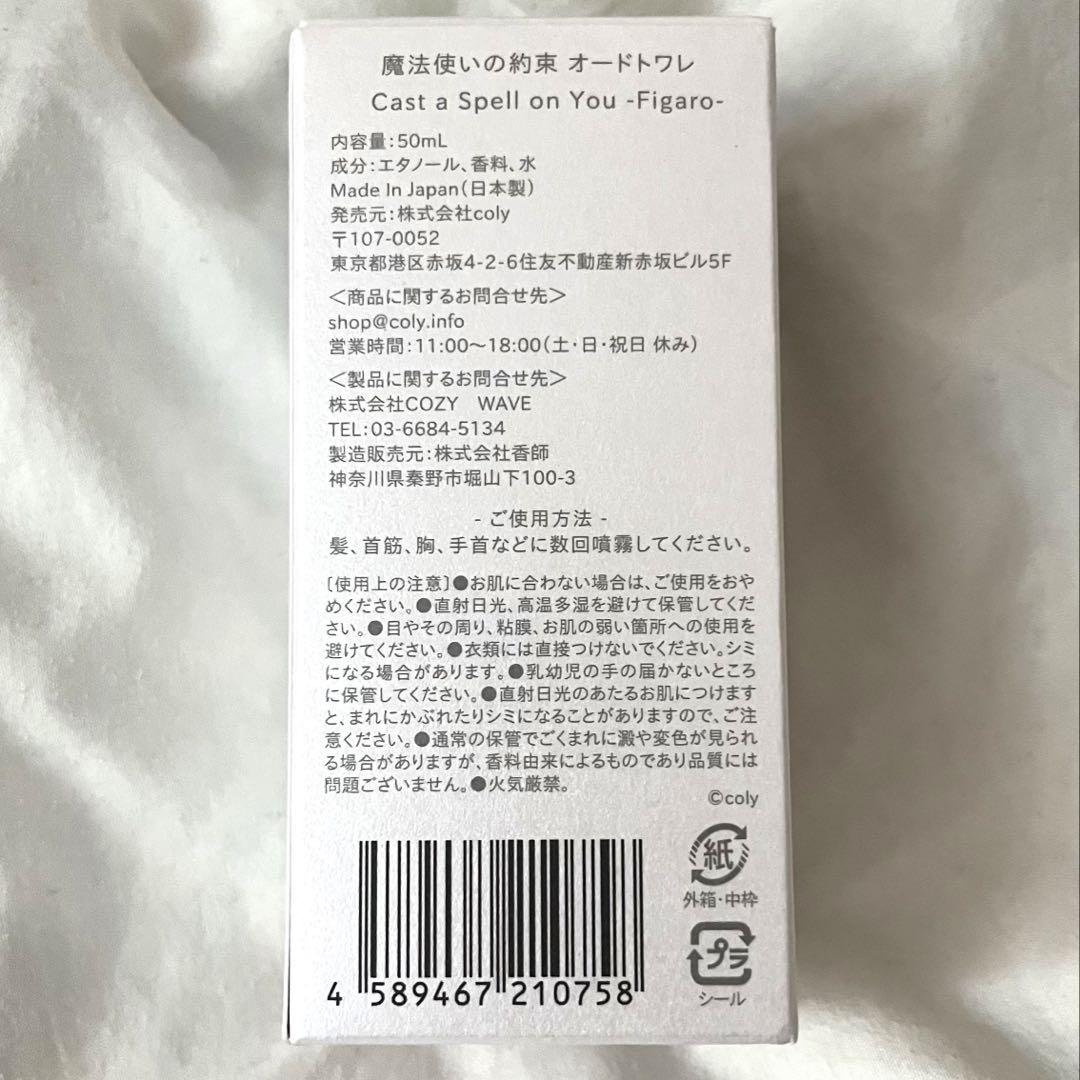 魔法使いの約束 オードトワレ
Cast a Spell on You -Figaro-
内容量：50mL
成分：エタノール、香料、水
Made In Japan（日本製）
発売元：株式会社coly
〒107-0052
東京都港区赤坂4-2-6住友不動産新赤坂ビル5F
＜商品に関するお問合せ先＞
shop@coly.info
営業時間：11:00～18:00（土・日・祝日 休み）
＜製品に関するお問合せ先＞
株式会社COZY　WAVE
TEL：03-6684-5134
製造販売元：株式会社香師
神奈川県秦野市堀山下100-3
- ご使用方法 -
髪、首筋、胸、手首などに数回噴霧してください。
〔使用上の注意〕●お肌に合わない場合は、ご使用をおや
めください。●直射日光、高温多湿を避けて保管してくだ
さい。●目やその周り、粘膜、お肌の弱い箇所への使用を
避けてください。●衣類には直接つけないでください。シミ
になる場合があります。●乳幼児の手の届かないところ
に保管してください。●直射日光のあたるお肌につけます
と、まれにかぶれたりシミになることがありますので、ご注
意ください。●通常の保管でごくまれに澱や変色が見られ
る場合がありますが、香料由来によるものであり品質には
問題ございません。●火気厳禁。
©coly
紙
外箱・中枠
プラ
シール
4 589467 210758